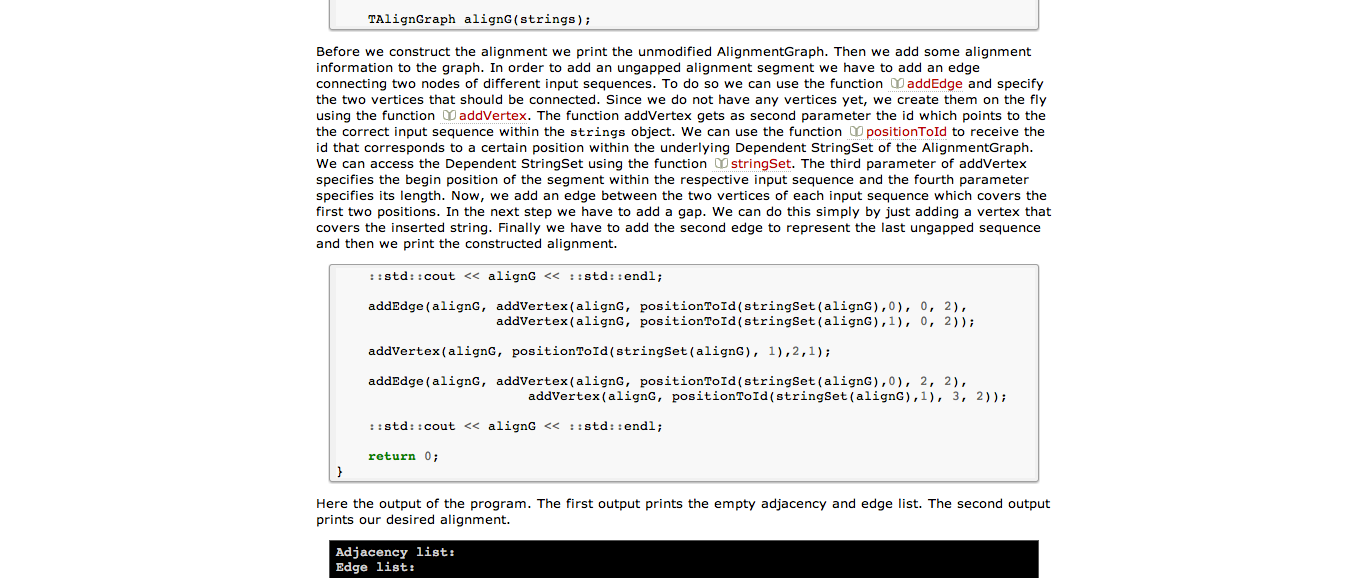 TAlignGraph alignG(strings);
Before we construct the alignment we print the unmodified AlignmentGraph. Then we add some alignment
information to the graph. In order to add an ungapped alignment segment we have to add an edge
connecting two nodes of different input sequences. To do so we can use the function addEdge and specify
the two vertices that should be connected. Since we do not have any vertices yet, we create them on the fly
using the function addVertex. The function addVertex gets as second parameter the id which points to the
the correct input sequence within the strings object. We can use the function positionToId to receive the
id that corresponds to a certain position within the underlying Dependent StringSet of the AlignmentGraph.
We can access the Dependent StringSet using the function stringSet. The third parameter of addVertex
specifies the begin position of the segment within the respective input sequence and the fourth parameter
specifies its length. Now, we add an edge between the two vertices of each input sequence which covers the
first two positions. In the next step we have to add a gap. We can do this simply by just adding a vertex that
covers the inserted string. Finally we have to add the second edge to represent the last ungapped sequence
and then we print the constructed alignment.
::std::cout << alignG << ::std::endl;
addEdge(alignG, addVertex(alignG, positionToId(stringSet(alignG),0), 0, 2),
addVertex(alignG, positionToId(stringSet(alignG),1), 0, 2));
addVertex(alignG, positionToId(stringSet(alignG), 1),2,1);
addEdge(alignG, addVertex(alignG, positionToId(stringSet(alignG),0), 2, 2),
addVertex(alignG, positionToId(stringSet(alignG),1), 3, 2));
::std::cout << alignG << ::std::endl;
return 0;
}
Here the output of the program. The first output prints the empty adjacency and edge list. The second output
prints our desired alignment.
Adjacency list:
Edge list: